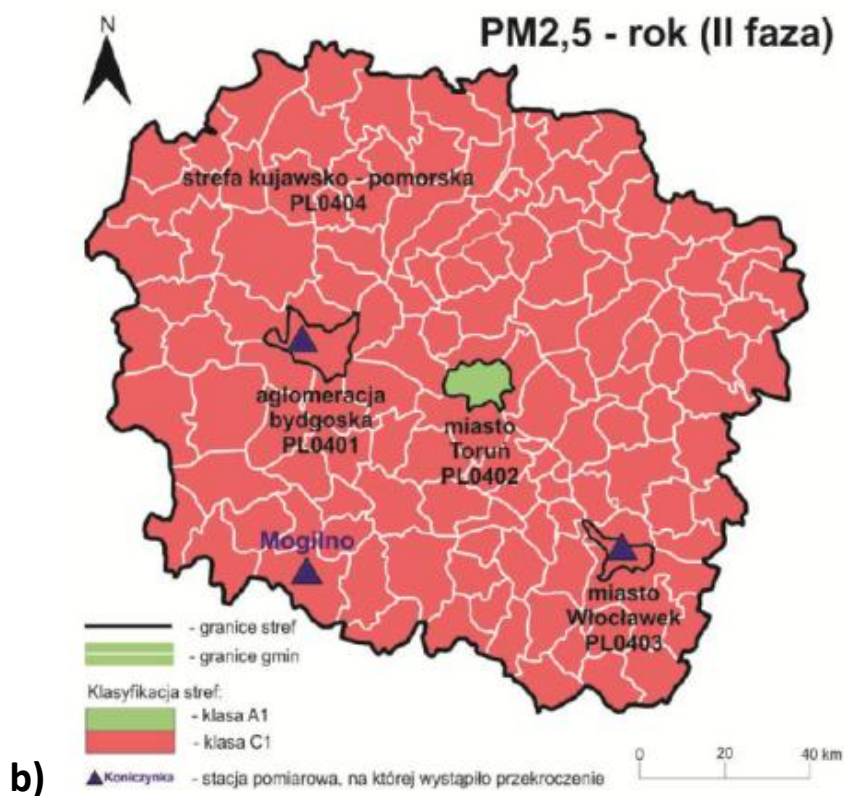 PM2,5 - rok (II faza)
N
strefa kujawsko - pomorska
PL0404
aglomeracja
bydgoska
PL0401
miasto
Toruń
PL0402
Mogilno
miasto
Włocławek
PL0403
- granice stref
- granice gmin
Klasyfikacja stref:
- klasa A1
- klasa C1
Koniczynka - stacja pomiarowa, na której wystąpiło przekroczenie
0 20 40 km
b)